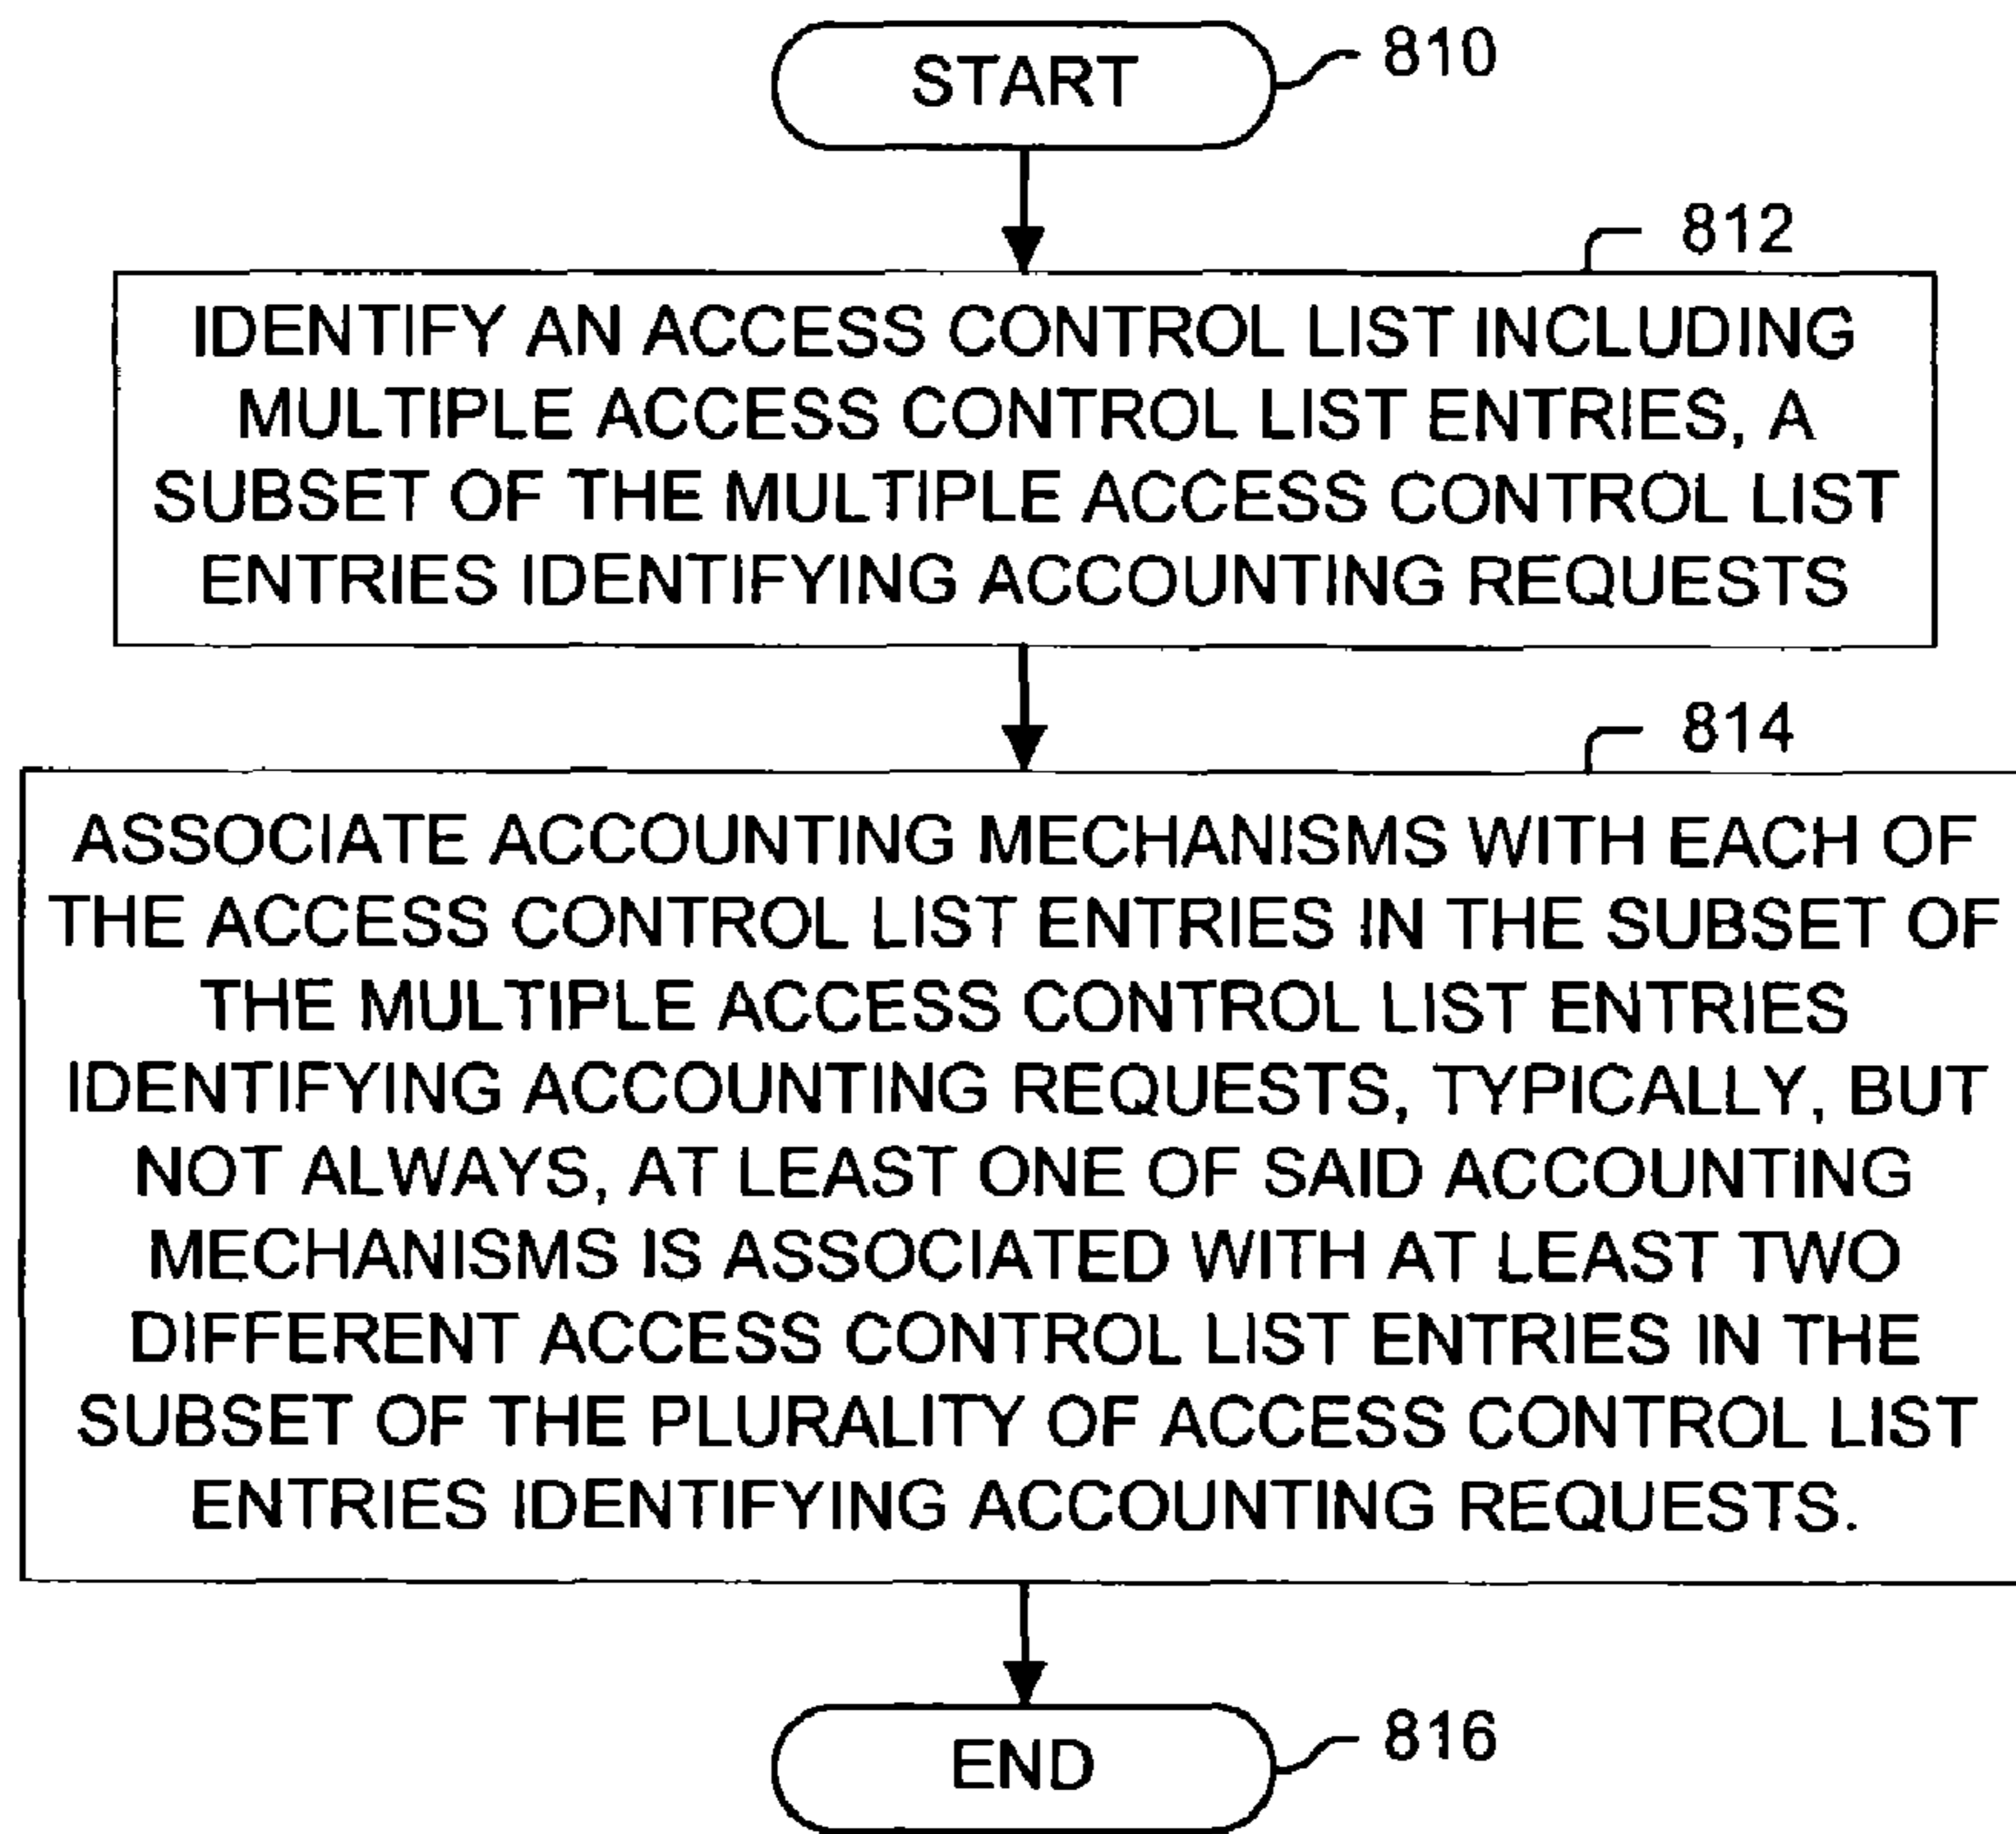 START
810
812
IDENTIFY AN ACCESS CONTROL LIST INCLUDING
MULTIPLE ACCESS CONTROL LIST ENTRIES, A
SUBSET OF THE MULTIPLE ACCESS CONTROL LIST
ENTRIES IDENTIFYING ACCOUNTING REQUESTS
814
ASSOCIATE ACCOUNTING MECHANISMS WITH EACH OF
THE ACCESS CONTROL LIST ENTRIES IN THE SUBSET OF
THE MULTIPLE ACCESS CONTROL LIST ENTRIES
IDENTIFYING ACCOUNTING REQUESTS, TYPICALLY, BUT
NOT ALWAYS, AT LEAST ONE OF SAID ACCOUNTING
MECHANISMS IS ASSOCIATED WITH AT LEAST TWO
DIFFERENT ACCESS CONTROL LIST ENTRIES IN THE
SUBSET OF THE PLURALITY OF ACCESS CONTROL LIST
ENTRIES IDENTIFYING ACCOUNTING REQUESTS.
END
816